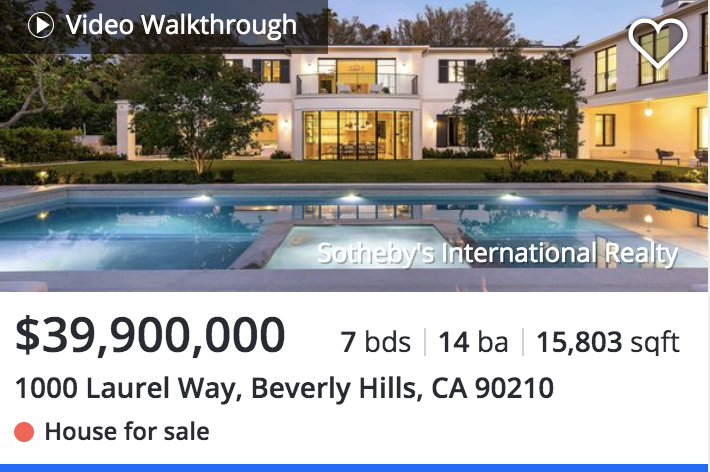 Video Walkthrough
Sotheby's International Realty
$39,900,000 7 bds 14 ba 15,803 sqft
1000 Laurel Way, Beverly Hills, CA 90210
House for sale